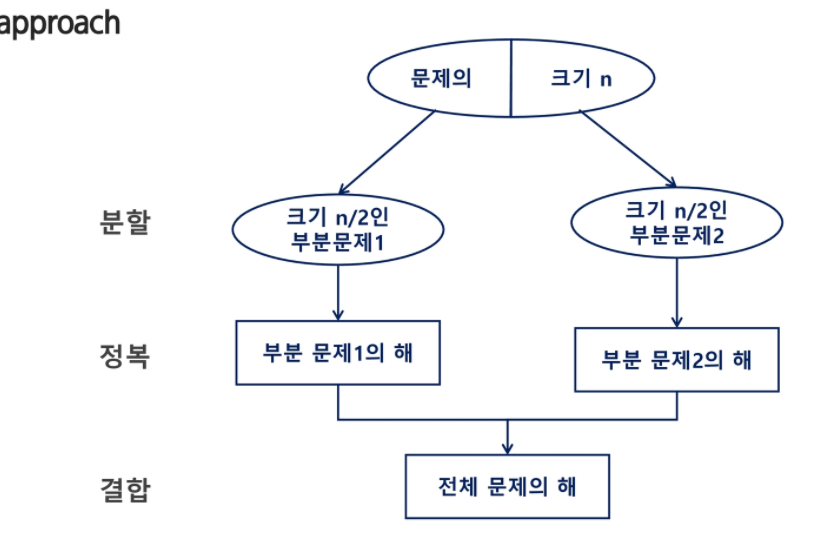 approach
문제의 크기 n
분할
크기 n/2인
부분문제1
크기 n/2인
부분문제2
정복
부분 문제1의 해
부분 문제2의 해
결합
전체 문제의 해